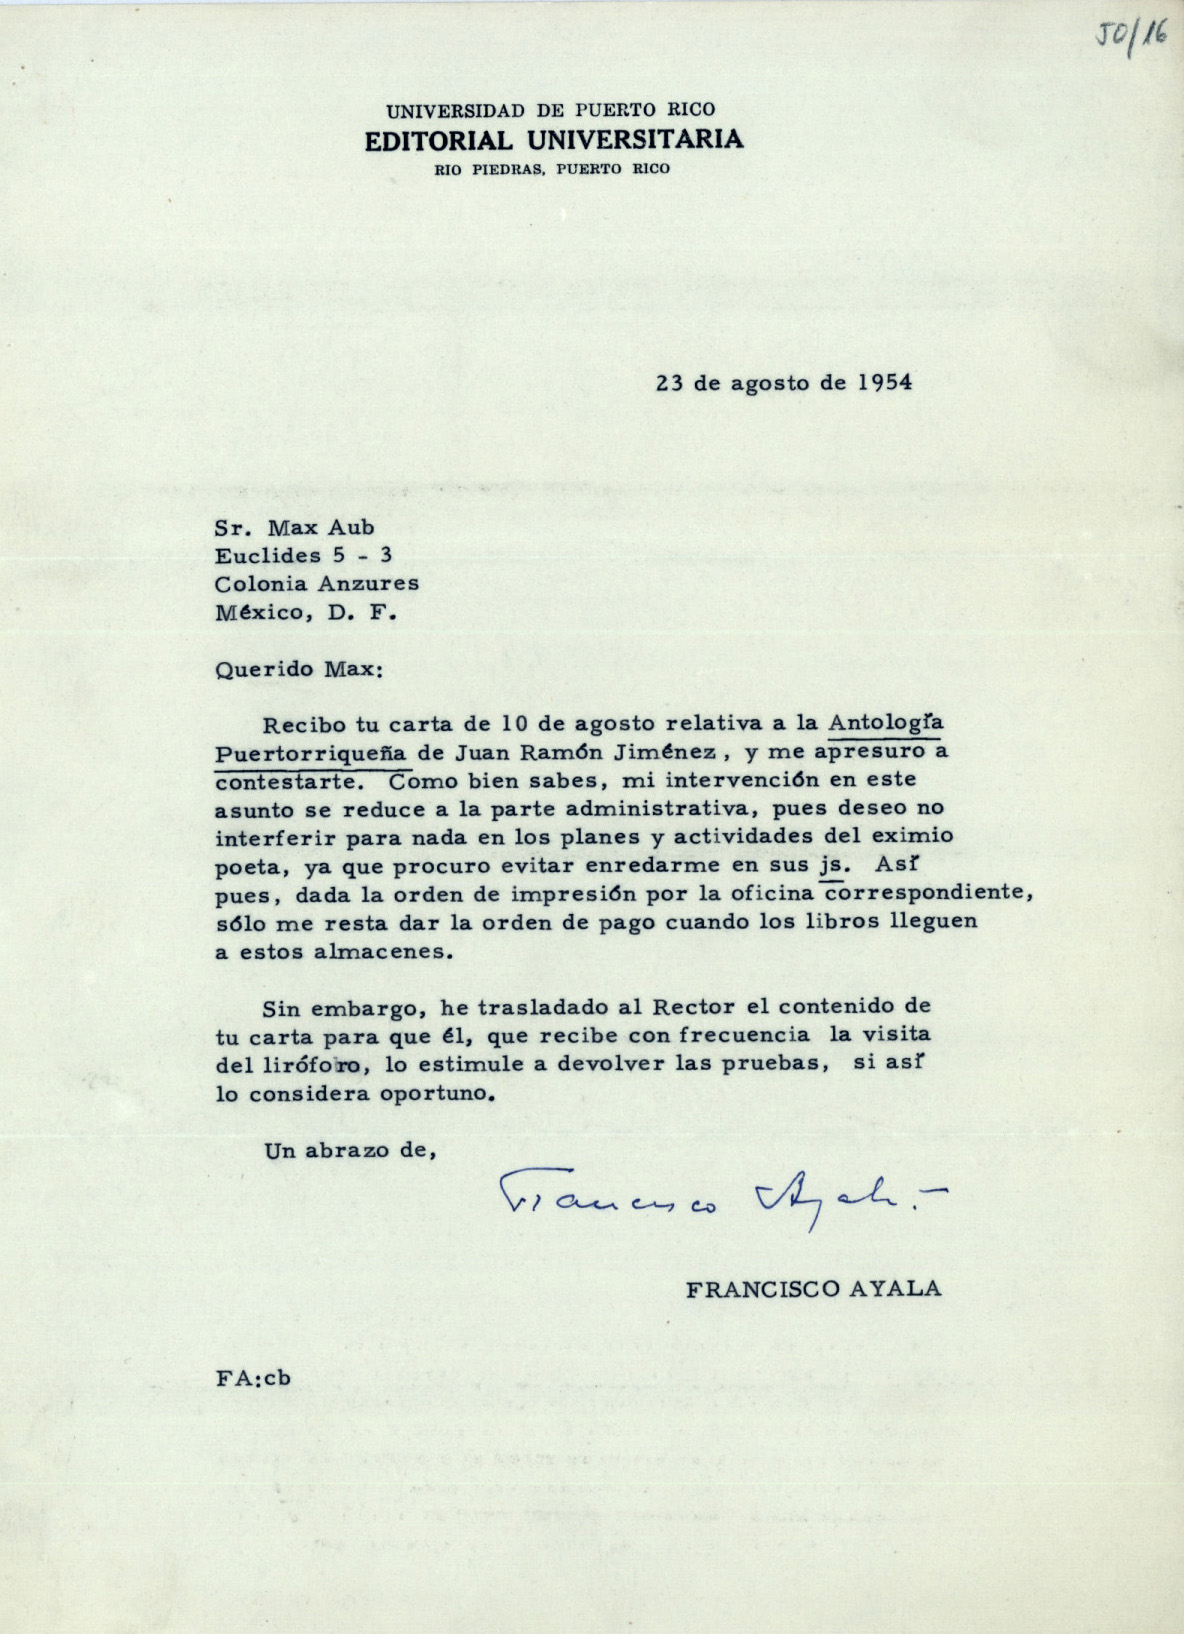 50/16
UNIVERSIDAD DE PUERTO RICO
EDITORIAL UNIVERSITARIA
RIO PIEDRAS, PUERTO RICO
23 de agosto de 1954
Sr. Max Aub
Euclides 5 - 3
Colonia Anzures
México, D. F.
Querido Max:
Recibo tu carta de 10 de agosto relativa a la Antología
Puertorriqueña de Juan Ramón Jiménez, y me apresuro a
contestarte. Como bien sabes, mi intervención en este
asunto se reduce a la parte administrativa, pues deseo no
interferir para nada en los planes y actividades del eximio
poeta, ya que procuro evitar enredarme en sus js. Así
pues, dada la orden de impresión por la oficina correspondiente,
sólo me resta dar la orden de pago cuando los libros lleguen
a estos almacenes.
Sin embargo, he trasladado al Rector el contenido de
tu carta para que él, que recibe con frecuencia la visita
del liróforo, lo estimule a devolver las pruebas, si así
lo considera oportuno.
Un abrazo de,
Francisco Ayala.-
FRANCISCO AYALA
FA:cb